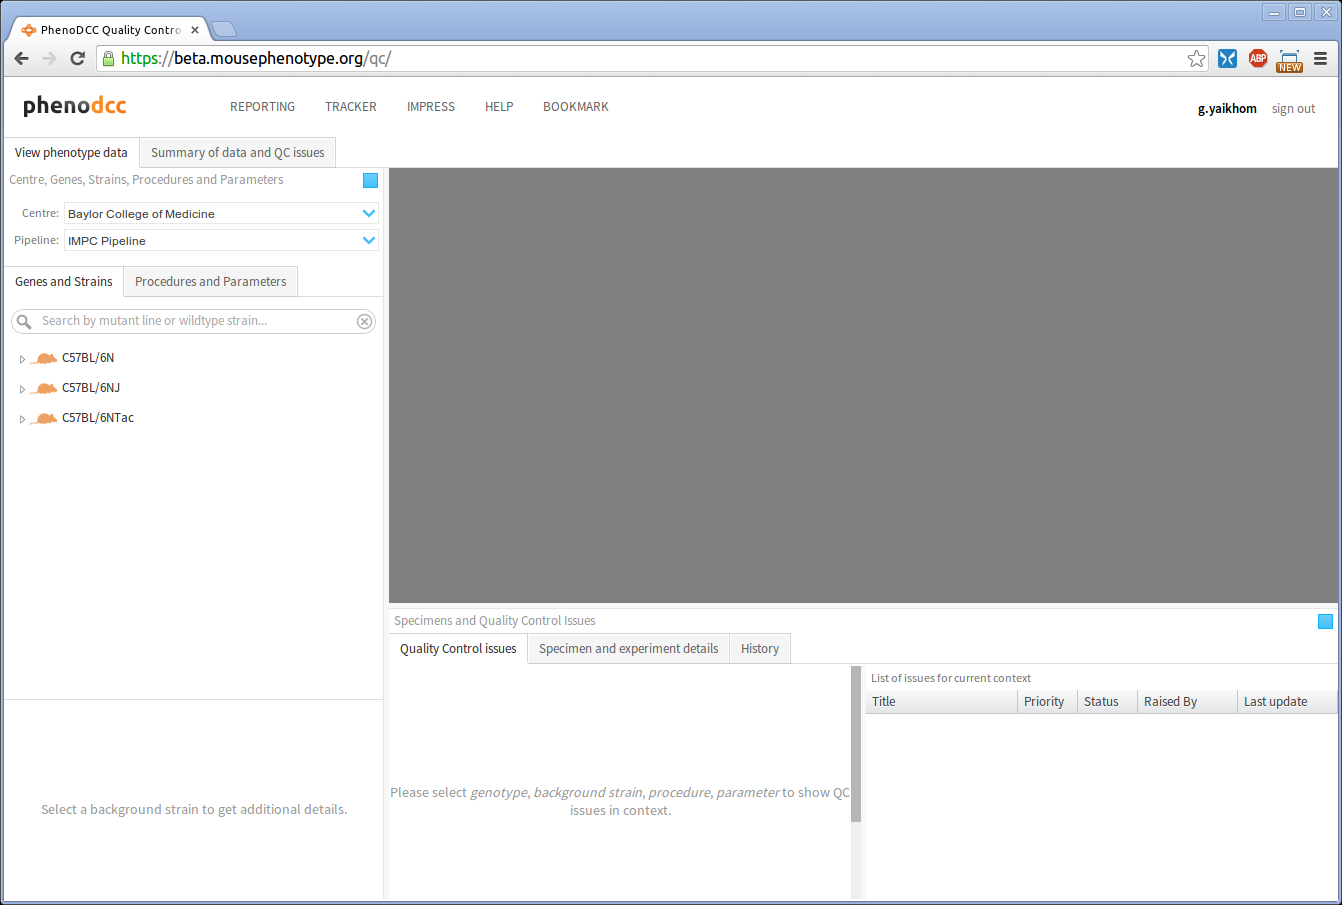 PhenoDCC Quality Contro
https://beta.mousephenotype.org/qc/
ABP
NEW
phenodcc
REPORTING TRACKER IMPRESS HELP BOOKMARK
g.yaikhom sign out
View phenotype data Summary of data and QC issues
Centre, Genes, Strains, Procedures and Parameters
Centre: Baylor College of Medicine
Pipeline: IMPC Pipeline
Genes and Strains Procedures and Parameters
Search by mutant line or wildtype strain...
C57BL/6N
C57BL/6NJ
C57BL/6NTac
Select a background strain to get additional details.
Specimens and Quality Control Issues
Quality Control issues Specimen and experiment details History
Please select genotype, background strain, procedure, parameter to show QC
issues in context.
List of issues for current context
Title Priority Status Raised By Last update